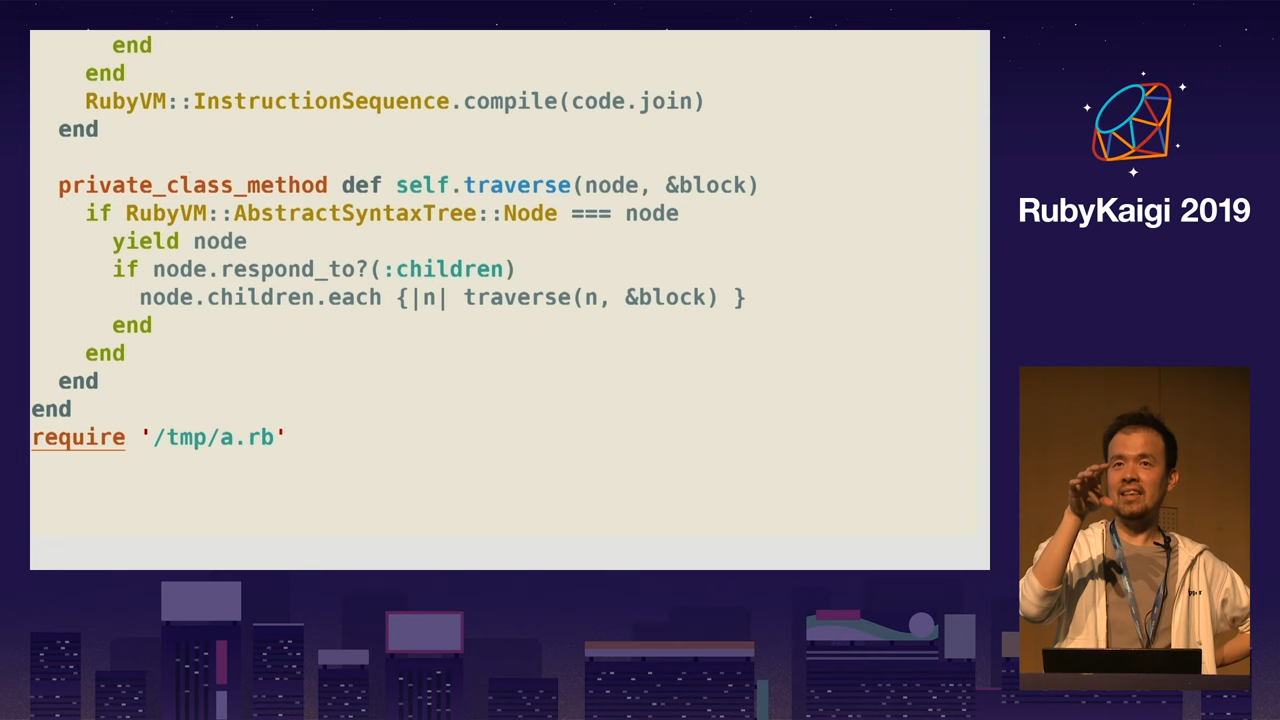 end
end
RubyVM::InstructionSequence.compile(code.join)
end
private_class_method def self.traverse(node, &block)
if RubyVM::AbstractSyntaxTree::Node === node
yield node
if node.respond_to?(:children)
node.children.each {|n| traverse(n, &block) }
end
end
end
end
require '/tmp/a.rb'
RubyKaigi 2019